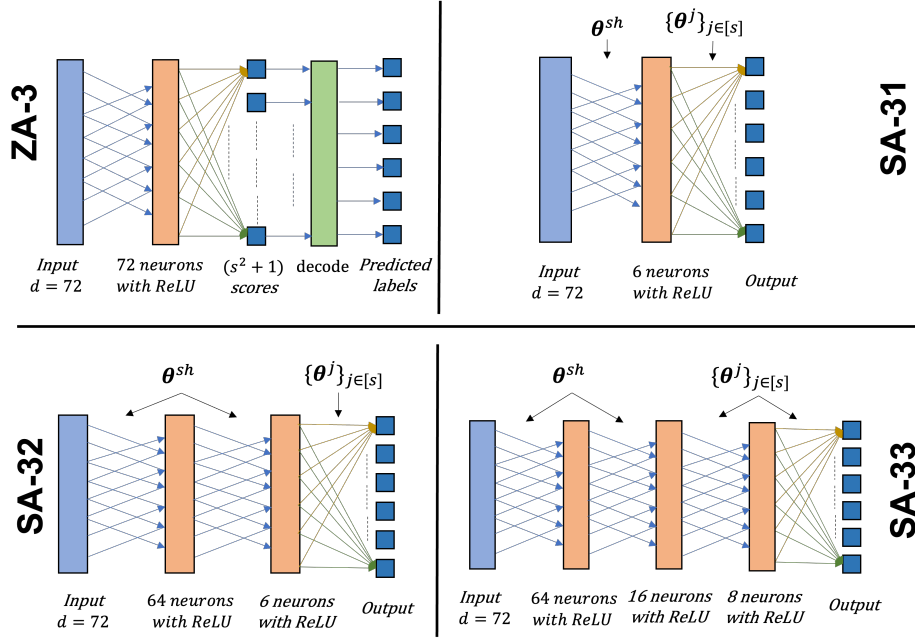 ZA-3
Input
d = 72
72 neurons
with ReLU
(s² + 1)
scores
decode
Predicted
labels
SA-31
θ^{sh}
{θ^j}_{j∈[s]}
Input
d = 72
6 neurons
with ReLU
Output
SA-32
θ^{sh}
{θ^j}_{j∈[s]}
Input
d = 72
64 neurons
with ReLU
6 neurons
with ReLU
Output
SA-33
θ^{sh}
{θ^j}_{j∈[s]}
Input
d = 72
64 neurons
with ReLU
16 neurons
with ReLU
8 neurons
with ReLU
Output